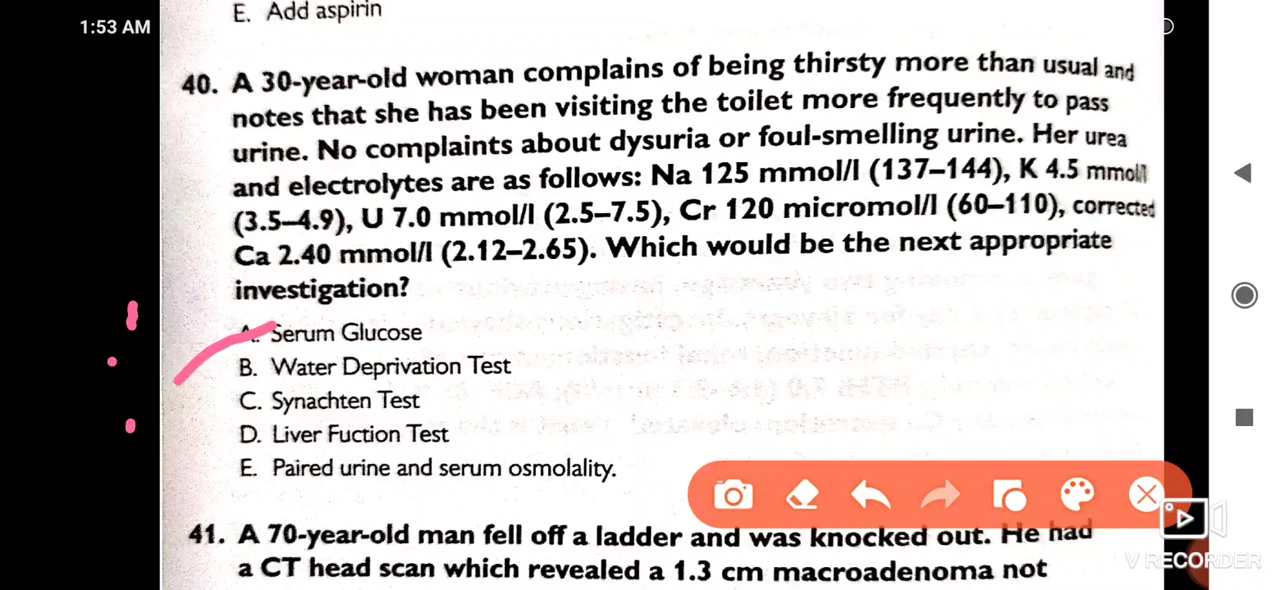 1:53 AM
E. Add aspirin
40. A 30-year-old woman complains of being thirsty more than usual and
notes that she has been visiting the toilet more frequently to pass
urine. No complaints about dysuria or foul-smelling urine. Her urea
and electrolytes are as follows: Na 125 mmol/l (137–144), K 4.5 mmol/l
(3.5–4.9), U 7.0 mmol/l (2.5–7.5), Cr 120 micromol/l (60–110), corrected
Ca 2.40 mmol/l (2.12–2.65). Which would be the next appropriate
investigation?
A. Serum Glucose
B. Water Deprivation Test
C. Synachten Test
D. Liver Fuction Test
E. Paired urine and serum osmolality.
41. A 70-year-old man fell off a ladder and was knocked out. He had
a CT head scan which revealed a 1.3 cm macroadenoma not
V RECORDER